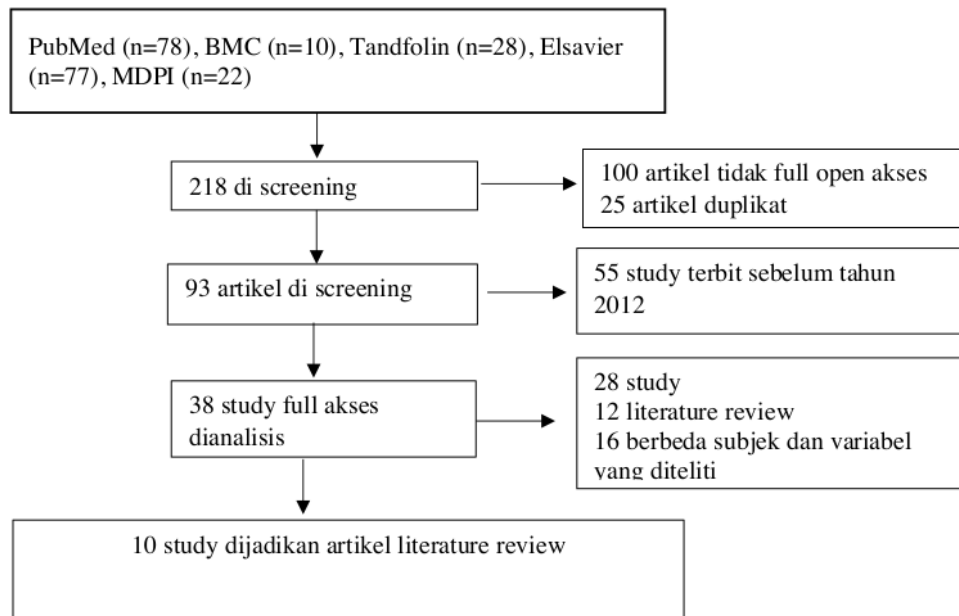 PubMed (n=78), BMC (n=10), Tandfolin (n=28), Elsavier
(n=77), MDPI (n=22)
218 di screening
100 artikel tidak full open akses
25 artikel duplikat
93 artikel di screening
55 study terbit sebelum tahun
2012
38 study full akses
dianalisis
28 study
12 literature review
16 berbeda subjek dan variabel
yang diteliti
10 study dijadikan artikel literature review